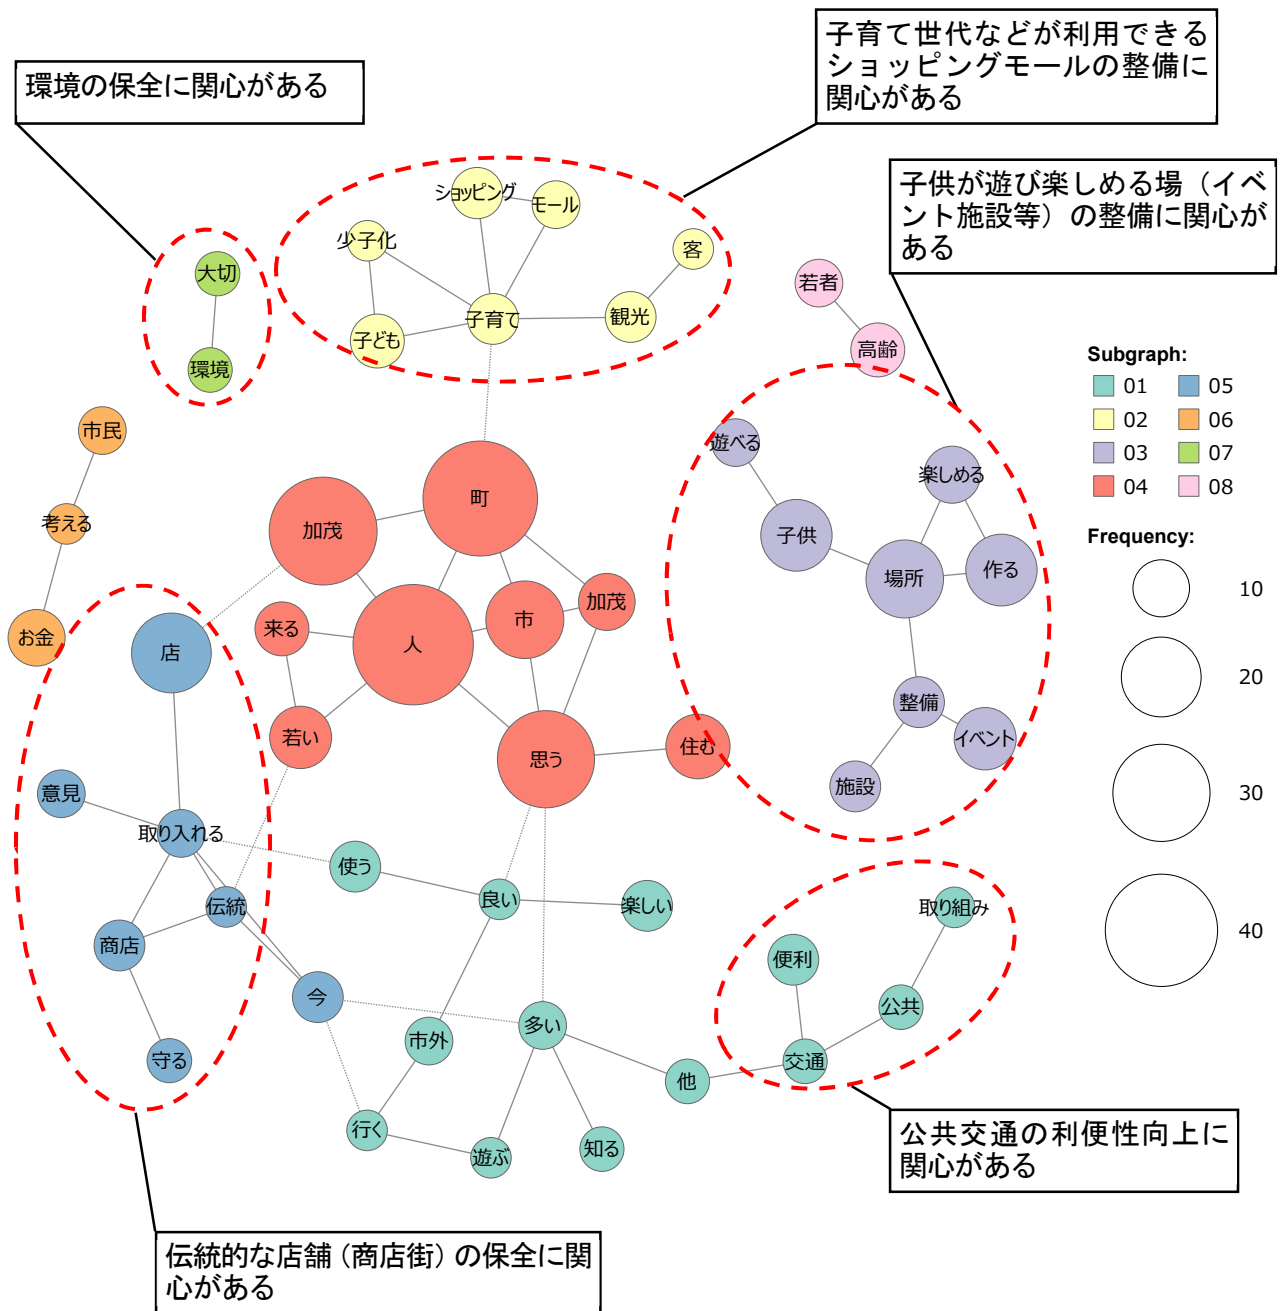 子育て世代などが利用できる
ショッピングモールの整備に
関心がある
環境の保全に関心がある
子供が遊び楽しめる場（イベ
ント施設等）の整備に関心が
ある
ショッピング
モール
少子化
客
大切
子育て
観光
子ども
環境
若者
高齢
市民
考える
お金
町
加茂
人
市
加茂
来る
若い
思う
住む
遊べる
楽しめる
子供
場所
作る
整備
イベント
施設
Subgraph:
01 05
02 06
03 07
04 08
Frequency:
10
20
30
40
店
意見
取り入れる
伝統
商店
今
守る
使う
良い
楽しい
市外
多い
行く
遊ぶ
知る
他
取り組み
便利
公共
交通
公共交通の利便性向上に
関心がある
伝統的な店舗（商店街）の保全に関
心がある